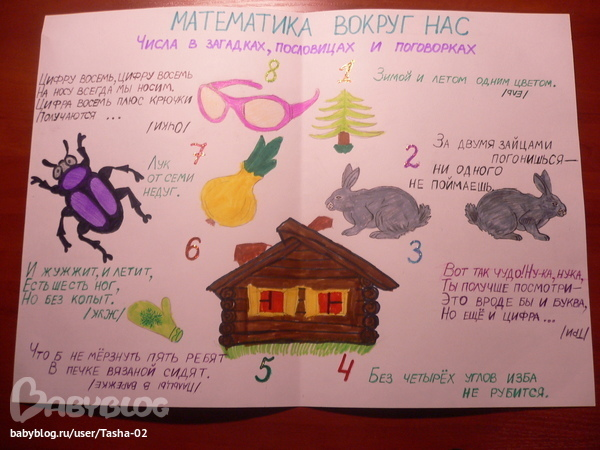 МАТЕМАТИКА ВОКРУГ НАС
ЧИСЛА В ЗАГАДКАХ, ПОСЛОВИЦАХ И ПОГОВОРКАХ
ЦИФРУ ВОСЕМЬ, ЦИФРУ ВОСЕМЬ
НА НОСУ ВСЕГДА МЫ НОСИМ.
ЦИФРА ВОСЕМЬ ПЛЮС КРЮЧКИ
ПОЛУЧАЮТСЯ ...
/ОЧКИ/
8
1
ЗИМОЙ И ЛЕТОМ ОДНИМ ЦВЕТОМ.
/ЕЛЬ/
7
ЛУК
ОТ СЕМИ
НЕДУГ.
2
ЗА ДВУМЯ ЗАЙЦАМИ
ПОГОНИШЬСЯ—
НИ ОДНОГО
НЕ ПОЙМАЕШЬ.
6
И ЖУЖЖИТ, И ЛЕТИТ,
ЕСТЬ ШЕСТЬ НОГ,
НО БЕЗ КОПЫТ.
/ЖУК/
3
ВОТ ТАК ЧУДО! НУ-КА, НУКА,
ТЫ ПОЛУЧШЕ ПОСМОТРИ—
ЭТО ВРОДЕ БЫ И БУКВА,
НО ЕЩЁ И ЦИФРА ...
/ТРИ/
ЧТО Б НЕ МЁРЗНУТЬ ПЯТЬ РЕБЯТ
В ПЕЧКЕ ВЯЗАНОЙ СИДЯТ.
/ПАЛЬЦЫ В ВАРЕЖКЕ/
5
4
БЕЗ ЧЕТЫРЁХ УГЛОВ ИЗБА
НЕ РУБИТСЯ.
BABYBLOG
babyblog.ru/user/Tasha-02